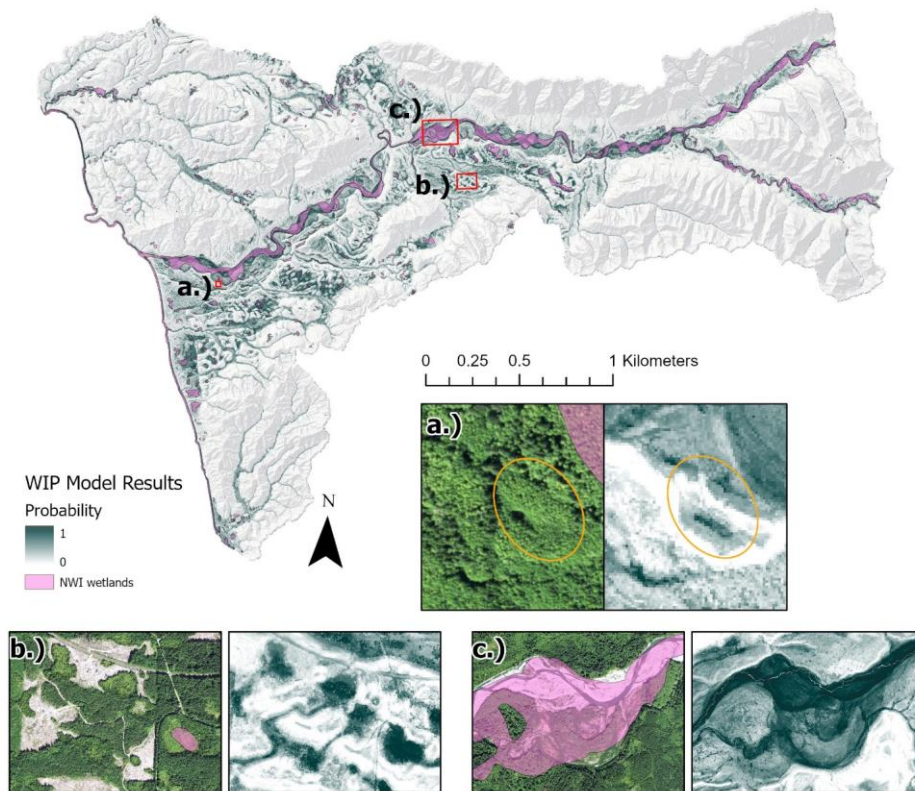 c.)
b.)
a.)
0 0.25 0.5 1 Kilometers
WIP Model Results
Probability
1
0
NWI wetlands
N
a.)
b.)
c.)